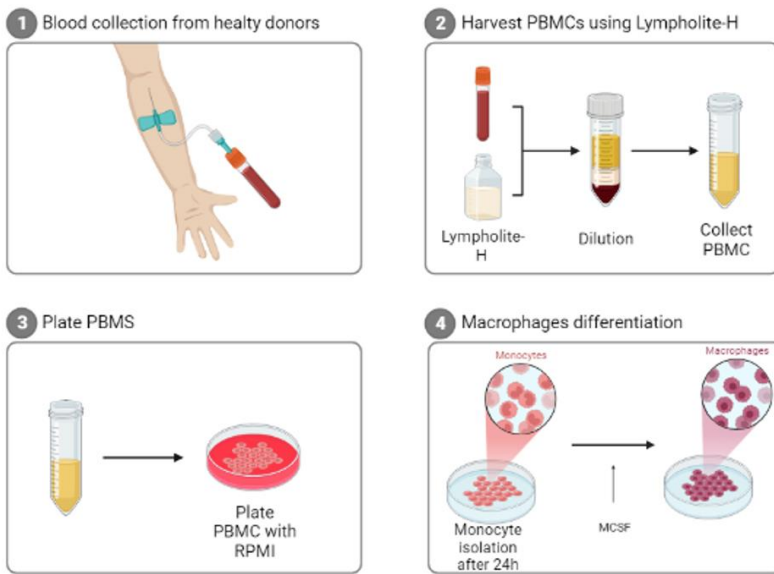 1 Blood collection from healty donors
2 Harvest PBMCs using Lympholite-H
Lympholite-
H
Dilution
Collect
PBMC
3 Plate PBMS
Plate
PBMC with
RPMI
4 Macrophages differentiation
Monocytes
Macrophages
MCSF
Monocyte
isolation
after 24h